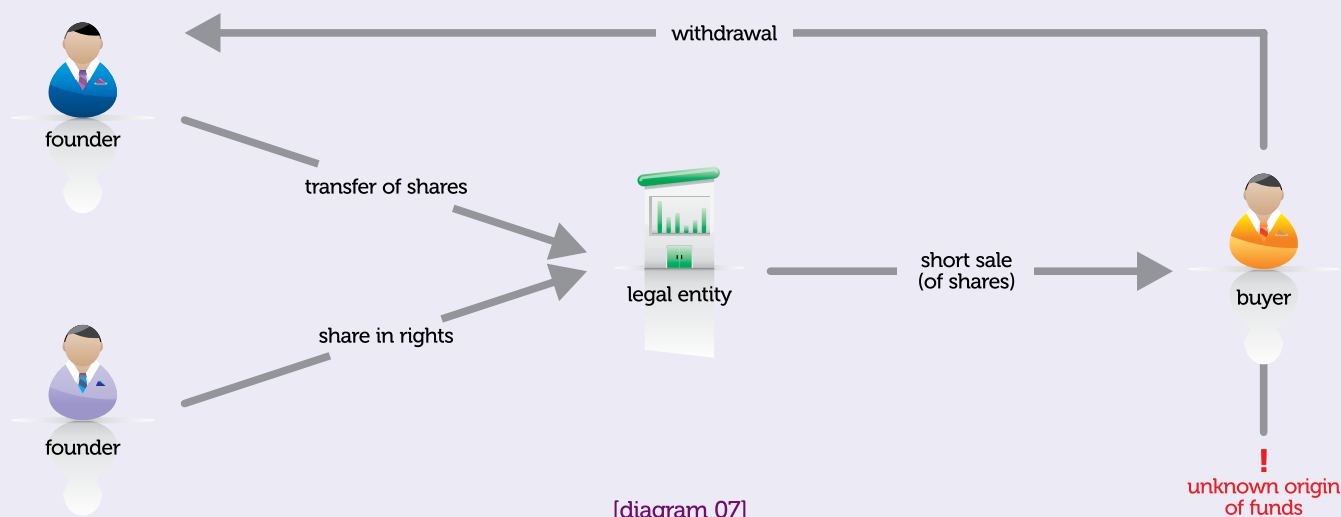 withdrawal
founder
transfer of shares
short sale
(of shares)
legal entity
buyer
share in rights
founder
!
unknown origin
of funds
[diagram 07]